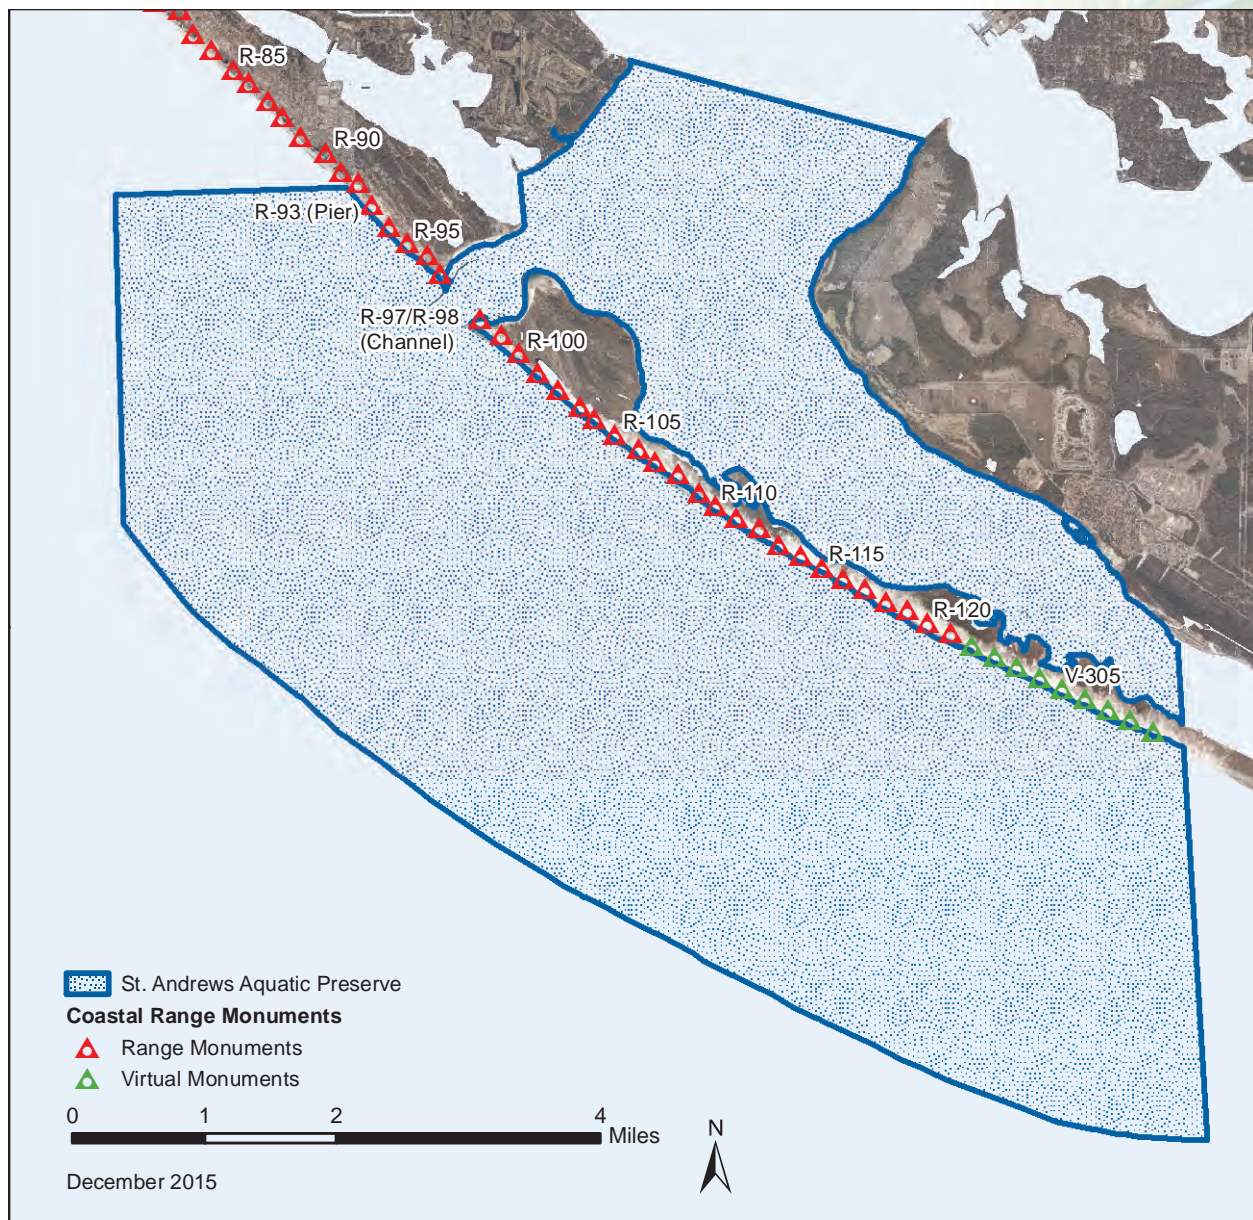 R-85
R-90
R-93 (Pier)
R-95
R-97/R-98
(Channel)
R-100
R-105
R-110
R-115
R-120
V-305
St. Andrews Aquatic Preserve
Coastal Range Monuments
Range Monuments
Virtual Monuments
0 1 2 4
Miles
N
December 2015